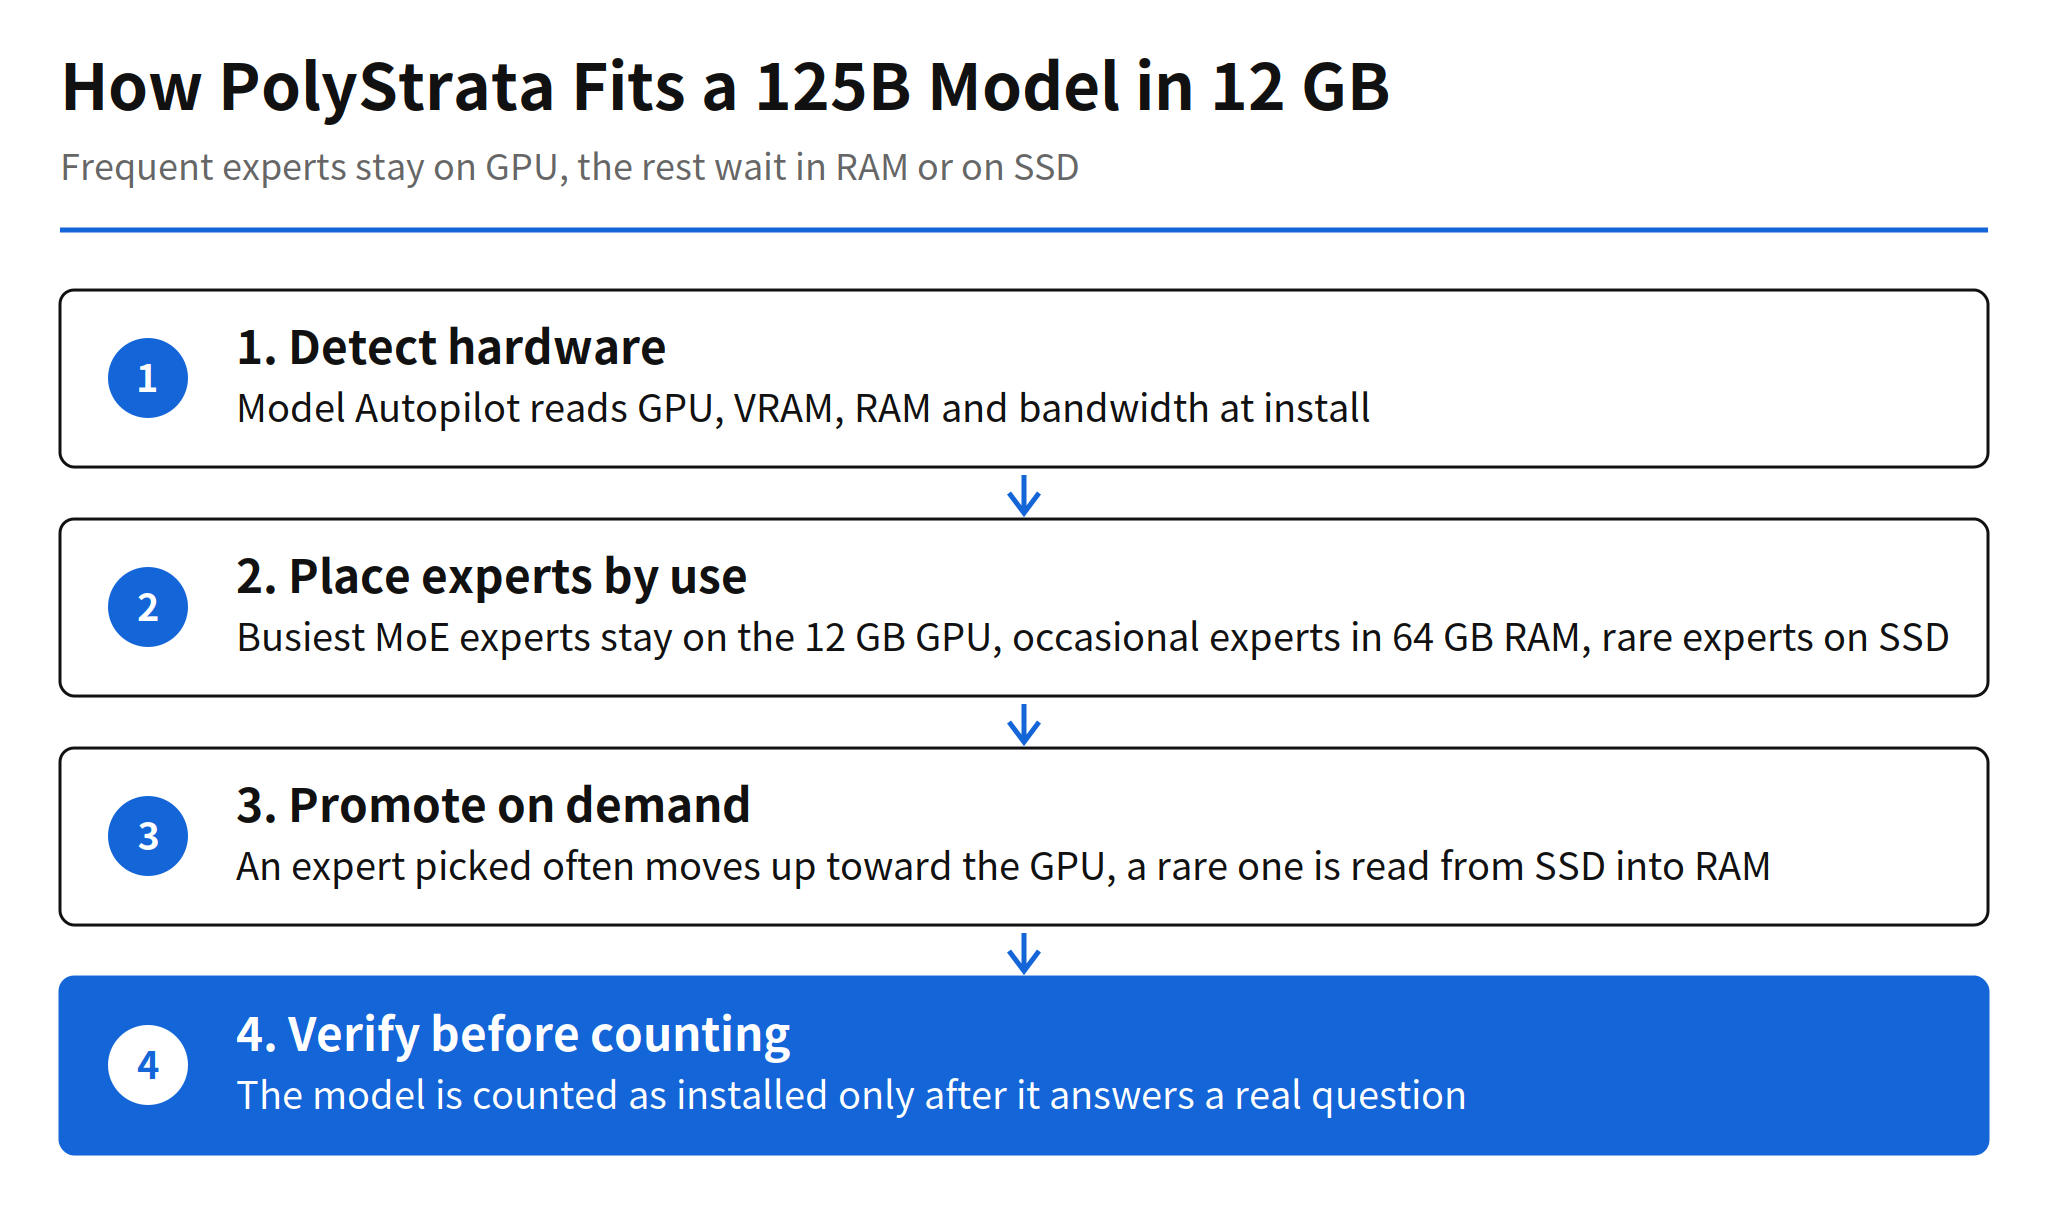 How PolyStrata Fits a 125B Model in 12 GB
Frequent experts stay on GPU, the rest wait in RAM or on SSD
1
1. Detect hardware
Model Autopilot reads GPU, VRAM, RAM and bandwidth at install
2
2. Place experts by use
Busiest MoE experts stay on the 12 GB GPU, occasional experts in 64 GB RAM, rare experts on SSD
3
3. Promote on demand
An expert picked often moves up toward the GPU, a rare one is read from SSD into RAM
4
4. Verify before counting
The model is counted as installed only after it answers a real question